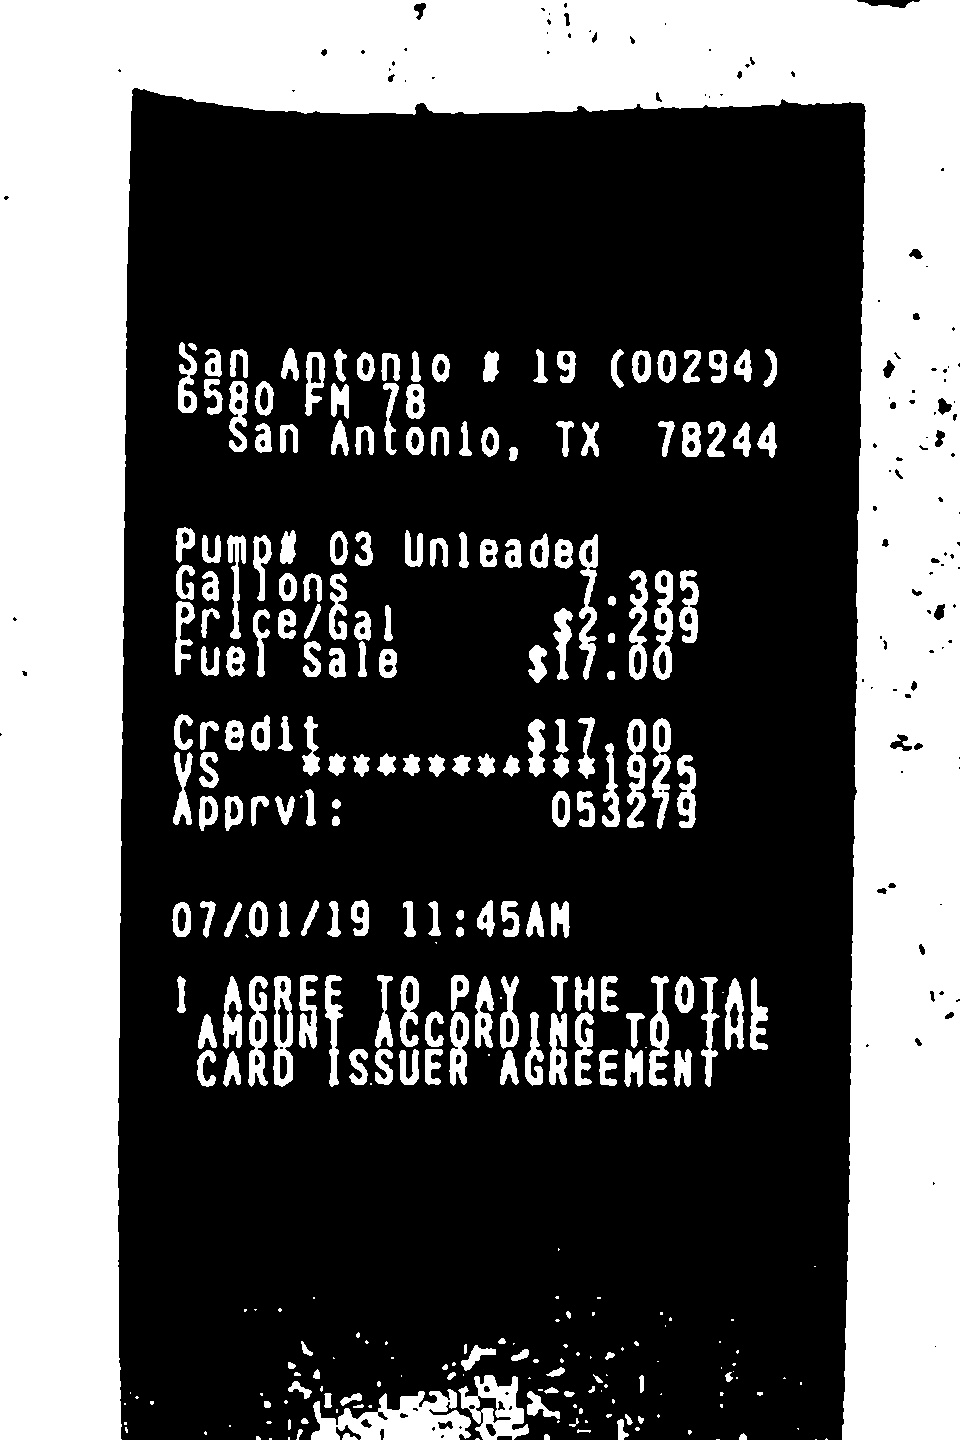 San Antonio # 19 (00294)
6580 FM 78
San Antonio, TX 78244
Pump# 03 Unleaded
Gallons 7.395
Price/Gal $2.299
Fuel Sale $17.00
Credit $17.00
VS ************1925
Apprvl: 053279
07/01/19 11:45AM
I AGREE TO PAY THE TOTAL
AMOUNT ACCORDING TO THE
CARD ISSUER AGREEMENT